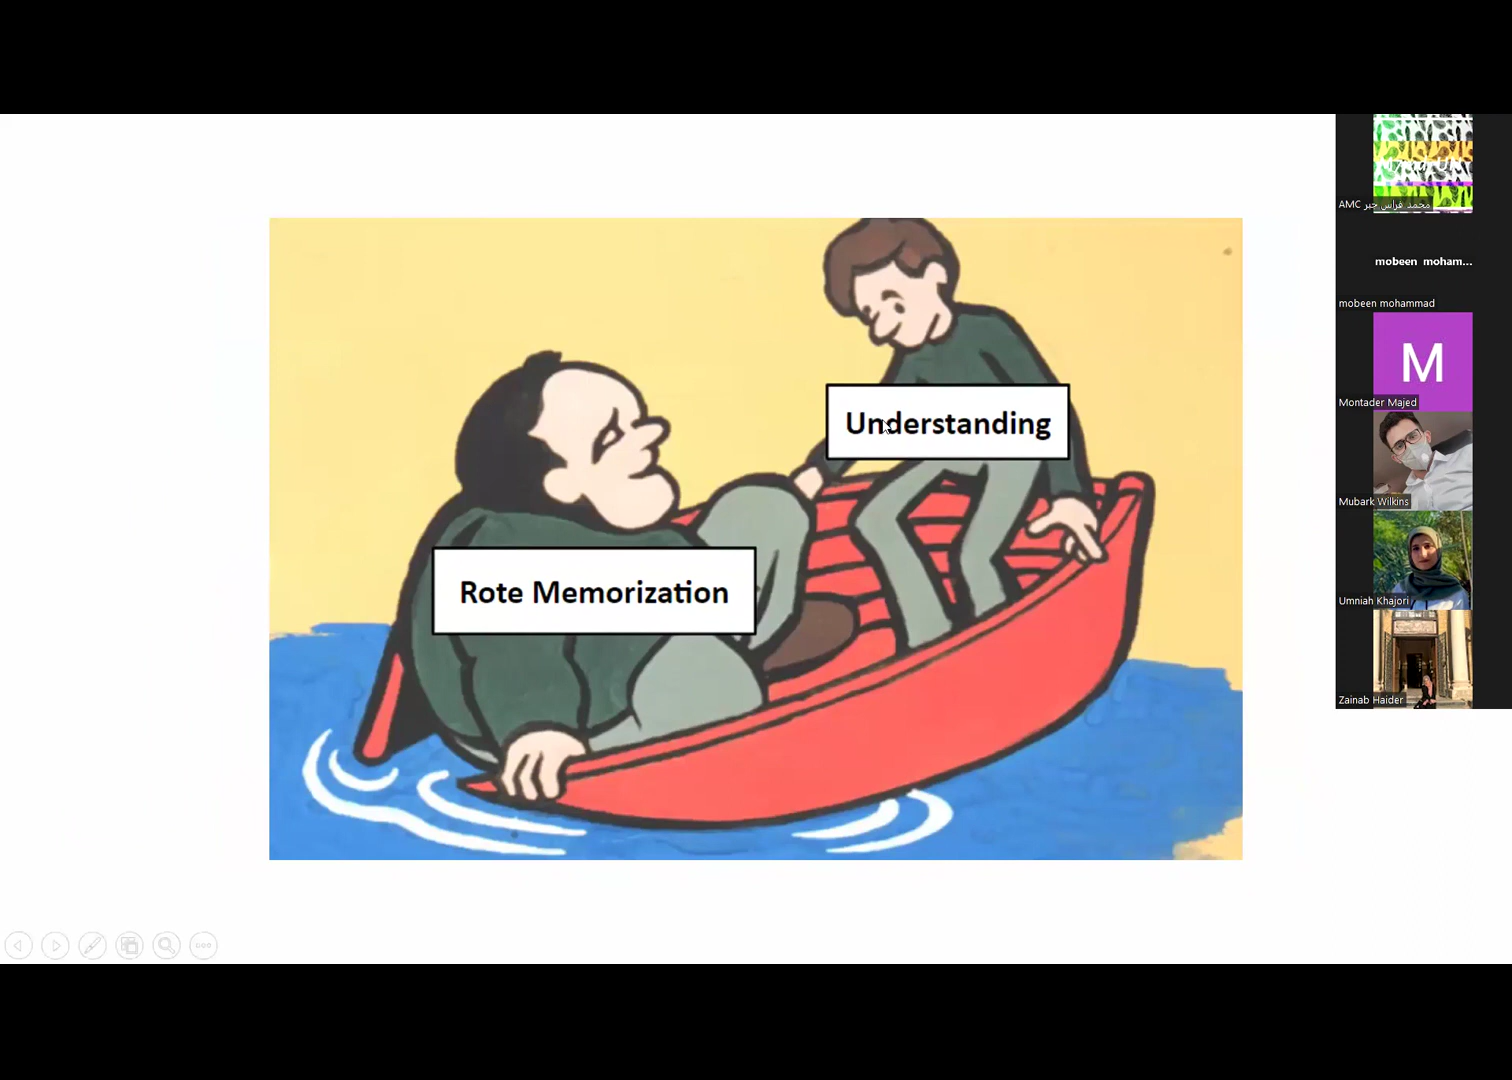 Understanding
Rote Memorization
AMC محمد فراس جبر
mobeen moham...
mobeen mohammad
M
Montader Majed
Mubark Wilkins
Umniah Khajori
Zainab Haider